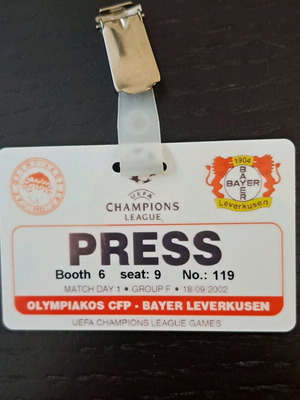 1904
BAYER
BAYER
Leverkusen
UEFA
CHAMPIONS
LEAGUE
PRESS
Booth 6 seat: 9 No.: 119
MATCH DAY 1 • GROUP F • 18/09/2002
OLYMPIAKOS CFP - BAYER LEVERKUSEN
UEFA CHAMPIONS LEAGUE GAMES